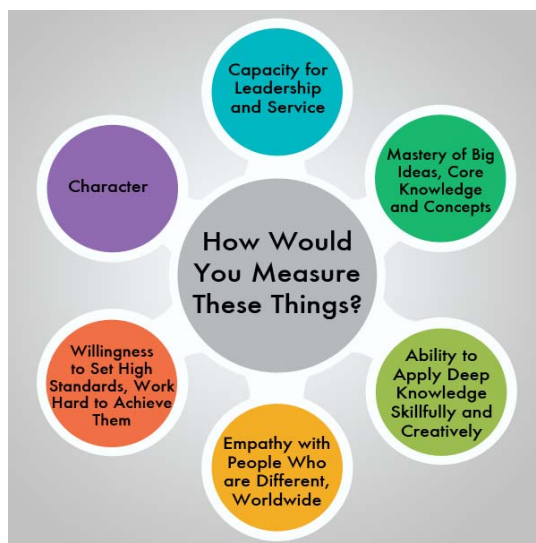 Capacity for
Leadership
and Service
Mastery of Big
Ideas, Core
Knowledge
and Concepts
Ability to
Apply Deep
Knowledge
Skillfully and
Creatively
Empathy with
People Who
are Different,
Worldwide
Willingness
to Set High
Standards, Work
Hard to Achieve
Them
Character
How Would
You Measure
These Things?